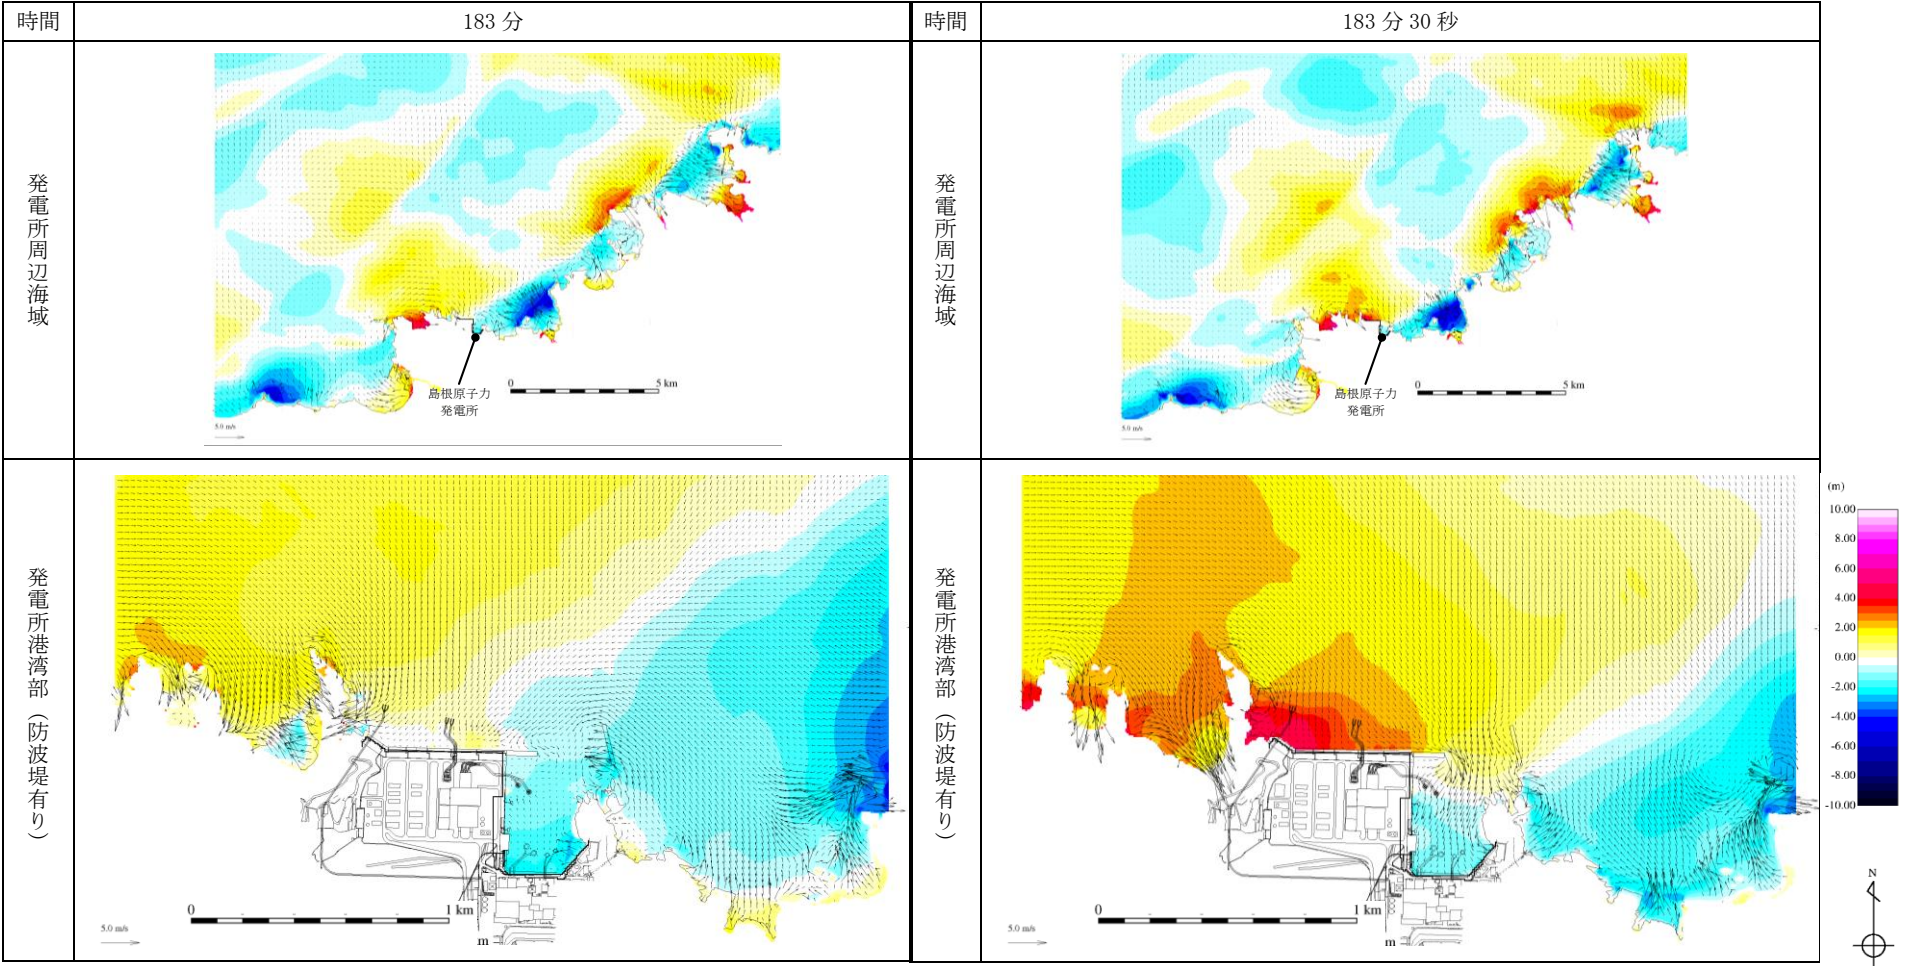 時間
183 分
時間
183 分 30 秒
発電所周辺海域
島根原子力
発電所
0
5 km
5.0 m/s
発電所周辺海域
島根原子力
発電所
0
5 km
5.0 m/s
発電所港湾部（防波堤有り）
0
1 km
5.0 m/s
m
発電所港湾部（防波堤有り）
0
1 km
5.0 m/s
m
(m)
10.00
8.00
6.00
4.00
2.00
0.00
-2.00
-4.00
-6.00
-8.00
-10.00
N